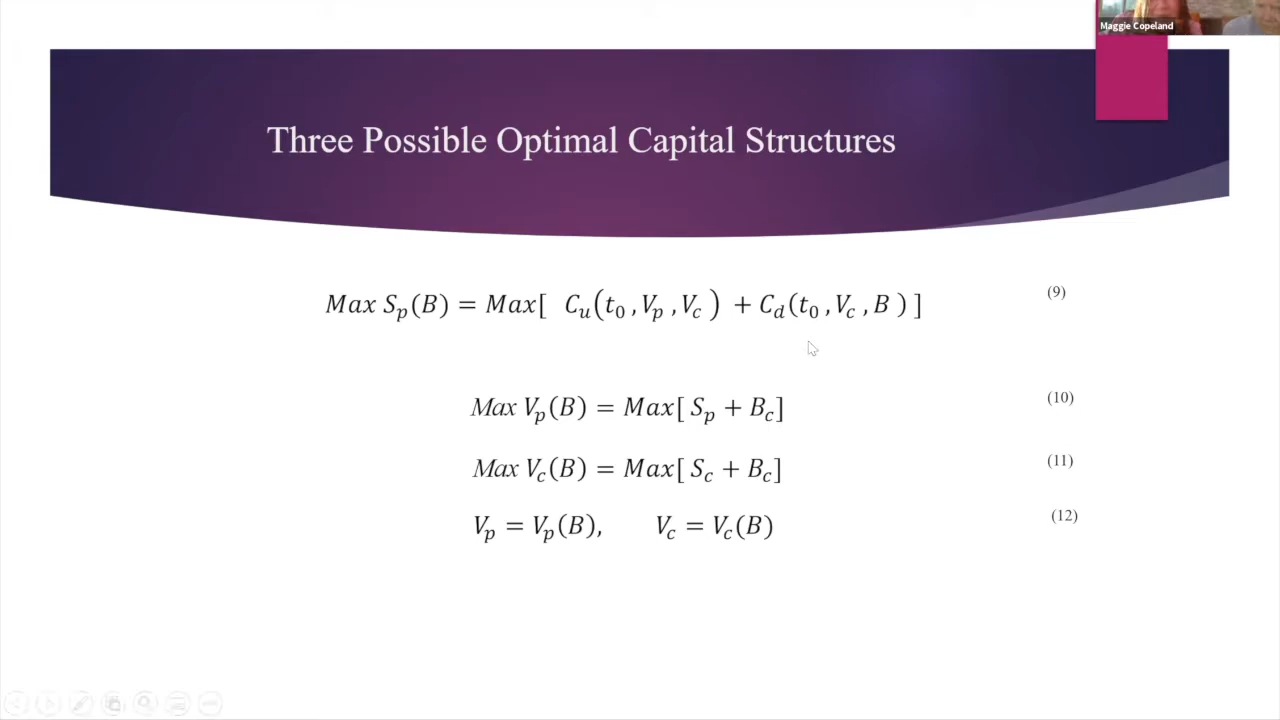 Maggie Copeland
Three Possible Optimal Capital Structures
Max S_p(B) = Max[ C_u(t_0 , V_p , V_c ) + C_d(t_0 , V_c , B ) ] (9)
Max V_p(B) = Max[ S_p + B_c] (10)
Max V_c(B) = Max[ S_c + B_c] (11)
V_p = V_p(B), V_c = V_c(B) (12)